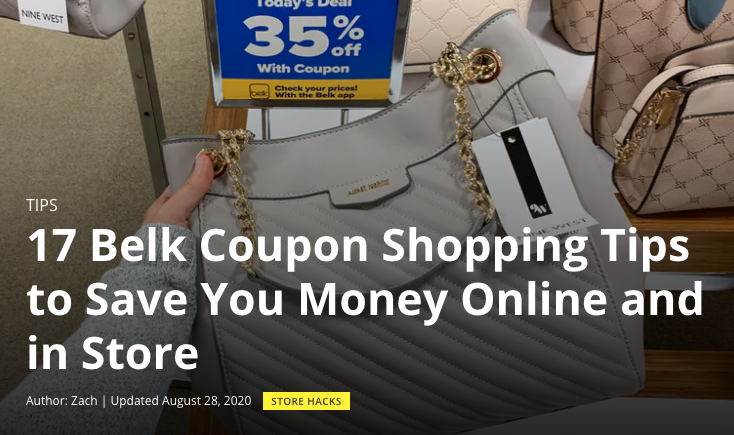 NINE WEST
Today's Deal
35% off
With Coupon
belk
Check your prices!
With the Belk app
NINE WEST
NINE WEST
TIPS
17 Belk Coupon Shopping Tips
to Save You Money Online and
in Store
Author: Zach | Updated August 28, 2020 STORE HACKS